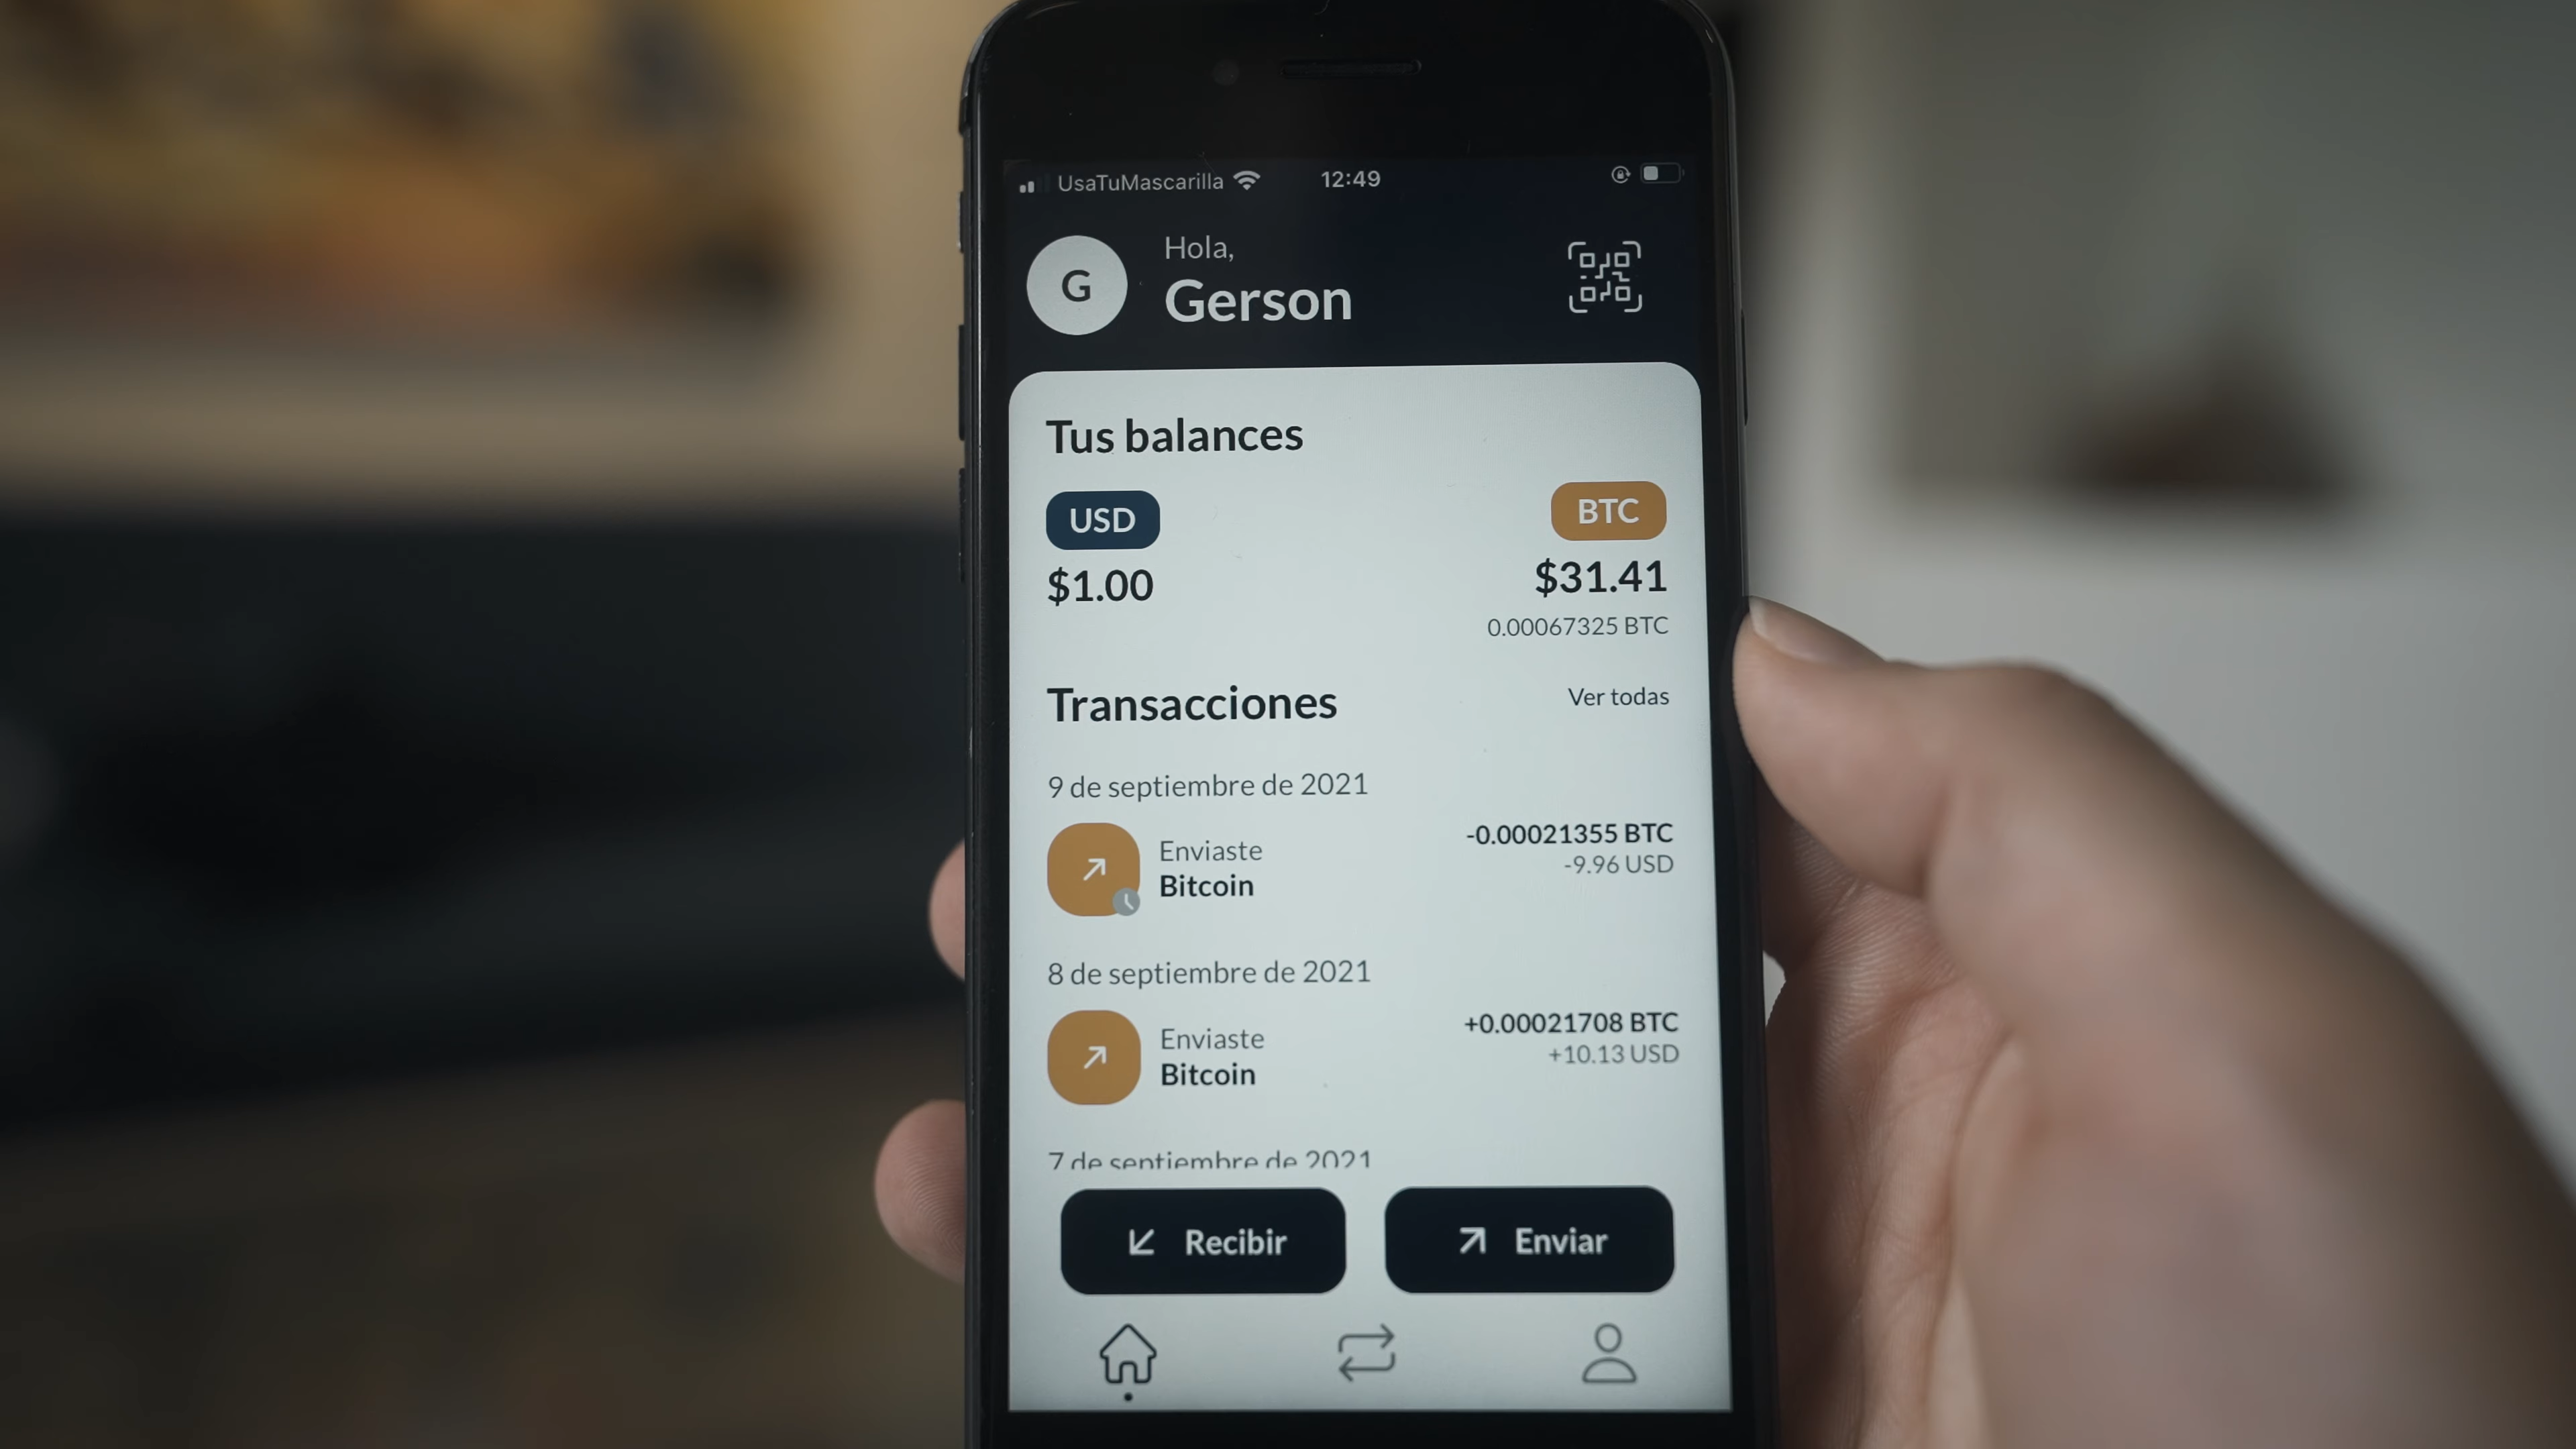 UsaTuMascarilla 12:49
G
Hola,
Gerson
Tus balances
USD BTC
$1.00 $31.41
0.00067325 BTC
Transacciones Ver todas
9 de septiembre de 2021
Enviaste -0.00021355 BTC
Bitcoin -9.96 USD
8 de septiembre de 2021
Enviaste +0.00021708 BTC
Bitcoin +10.13 USD
7 de septiembre de 2021
Recibir Enviar